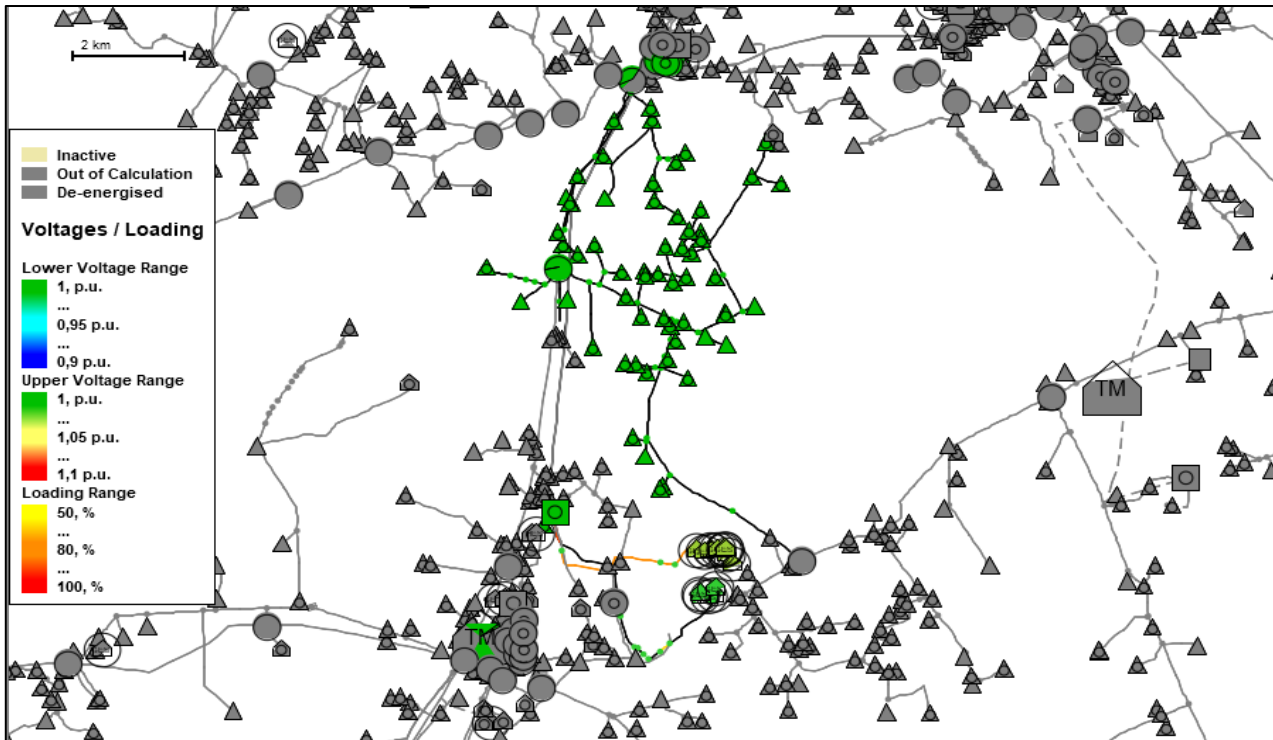 2 km
Inactive
Out of Calculation
De-energised
Voltages / Loading
Lower Voltage Range
1, p.u.
...
0,95 p.u.
...
0,9 p.u.
Upper Voltage Range
1, p.u.
...
1,05 p.u.
...
1,1 p.u.
Loading Range
50, %
...
80, %
...
100, %
TM
TM